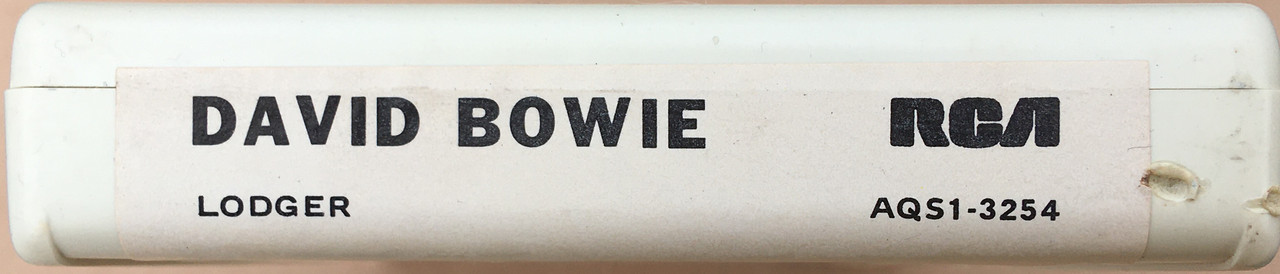 DAVID BOWIE RCA
LODGER AQS1-3254